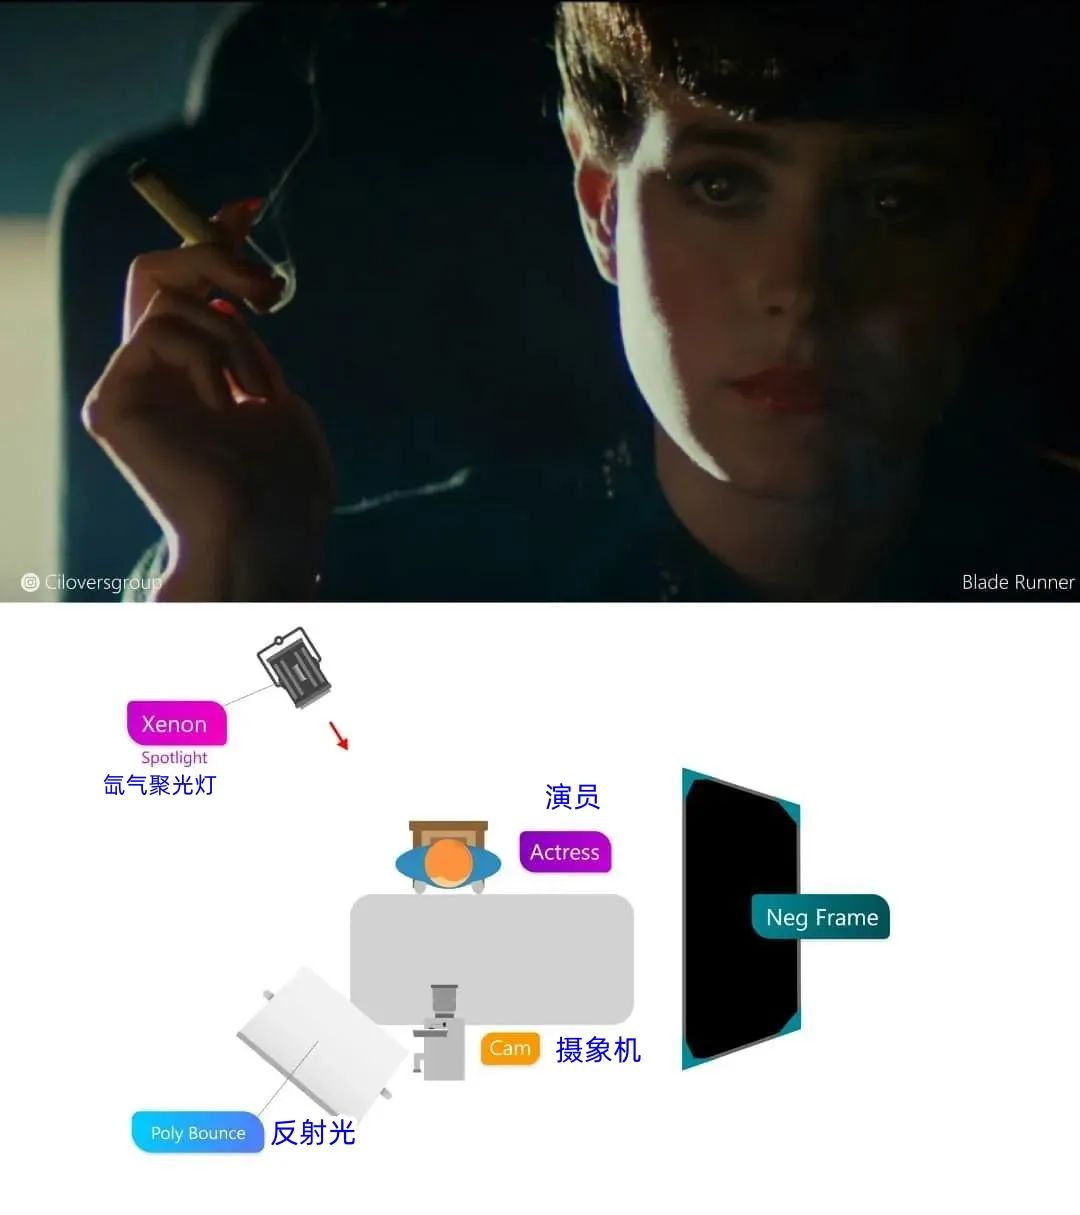 Ciloversgroup
Blade Runner
Xenon
Spotlight
氙气聚光灯
演员
Actress
Neg Frame
Cam
摄象机
Poly Bounce
反射光